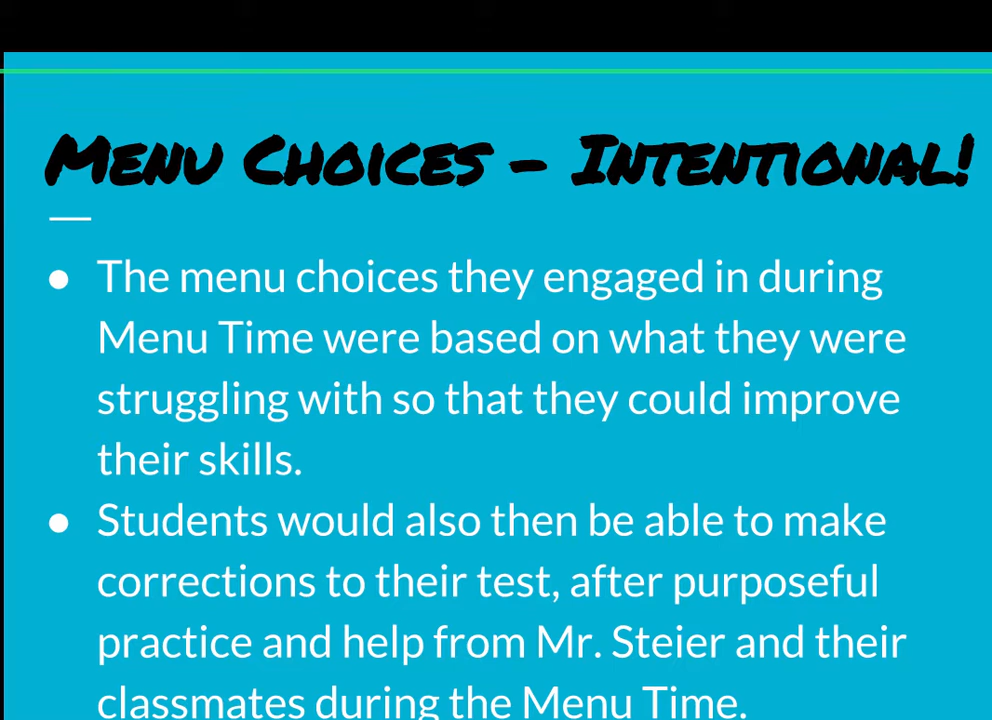 Menu Choices - Intentional!
The menu choices they engaged in during
Menu Time were based on what they were
struggling with so that they could improve
their skills.
Students would also then be able to make
corrections to their test, after purposeful
practice and help from Mr. Steier and their
classmates during the Menu Time.